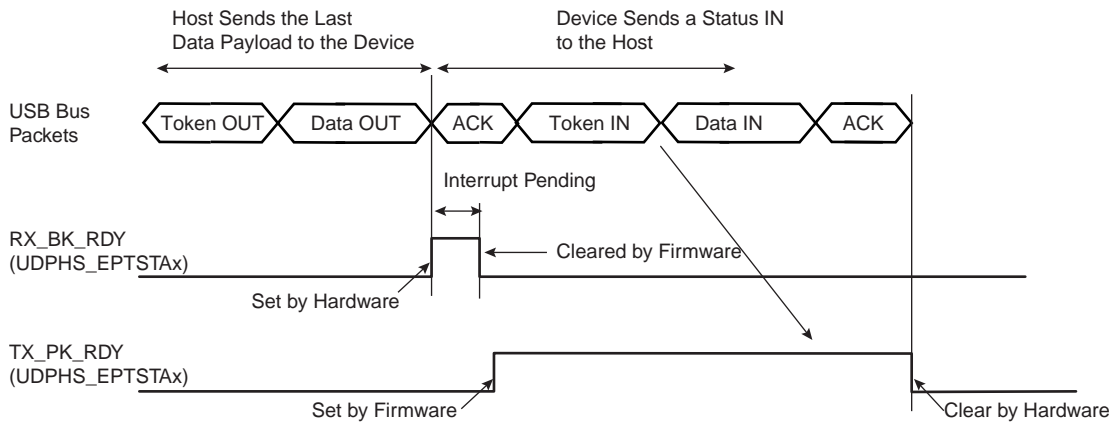 Host Sends the Last
Data Payload to the Device
Device Sends a Status IN
to the Host
USB Bus
Packets
Token OUT
Data OUT
ACK
Token IN
Data IN
ACK
Interrupt Pending
RX_BK_RDY
(UDPHS_EPTSTAx)
Cleared by Firmware
Set by Hardware
TX_PK_RDY
(UDPHS_EPTSTAx)
Set by Firmware
Clear by Hardware